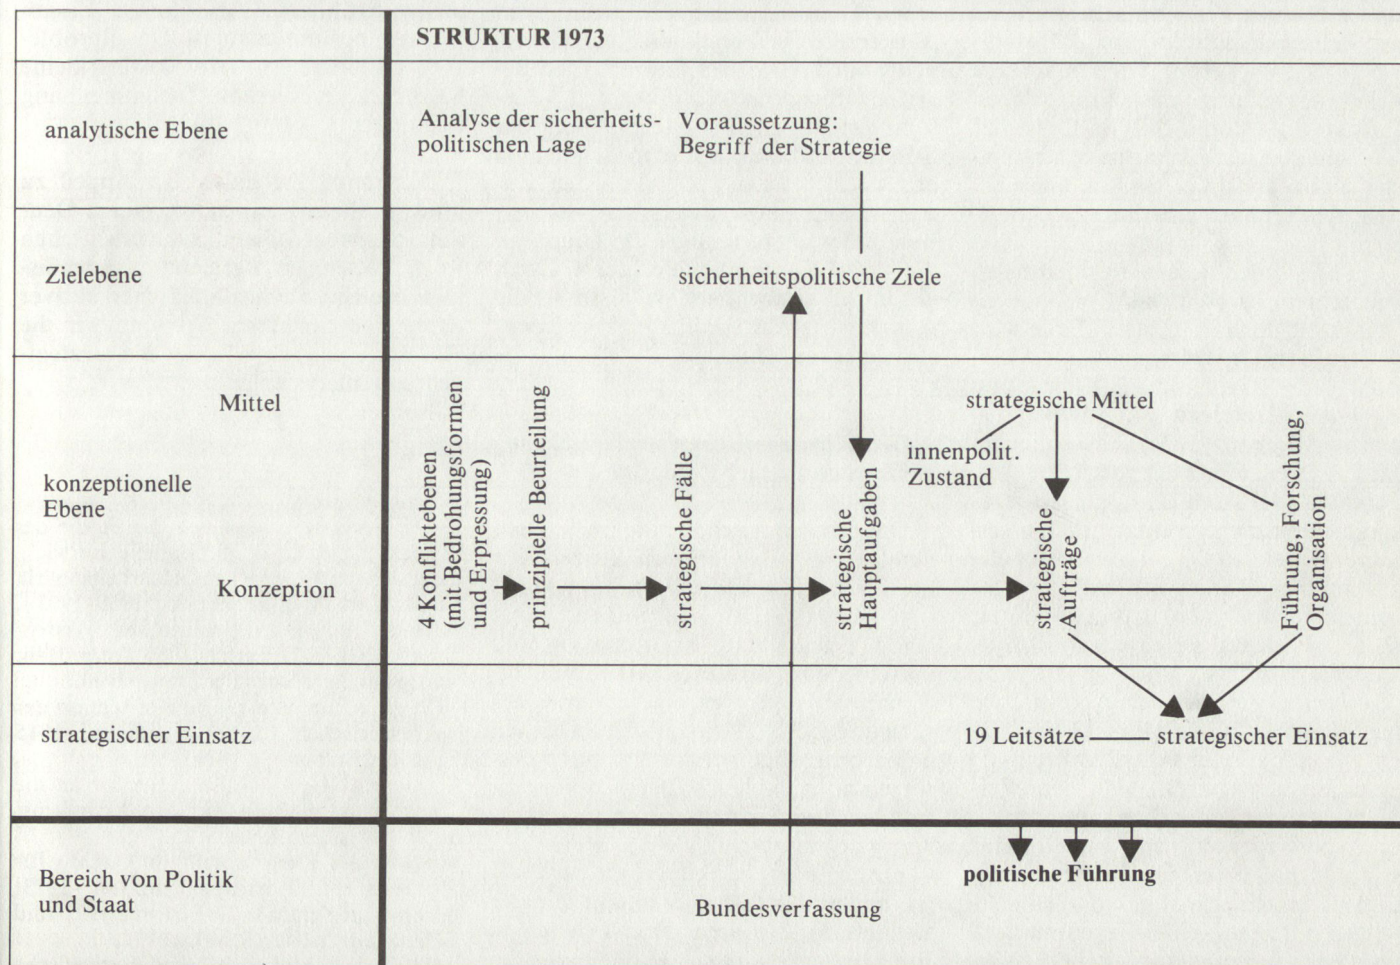 STRUKTUR 1973
analytische Ebene
Analyse der sicherheits-
politischen Lage
Voraussetzung:
Begriff der Strategie
Zielebene
sicherheitspolitische Ziele
Mittel
strategische Mittel
innenpolit.
Zustand
konzeptionelle
Ebene
Konzeption
4 Konfliktebenen
(mit Bedrohungsformen
und Erpressung)
prinzipielle Beurteilung
strategische Fälle
strategische
Hauptaufgaben
strategische
Aufträge
Führung, Forschung,
Organisation
strategischer Einsatz
19 Leitsätze
strategischer Einsatz
Bereich von Politik
und Staat
politische Führung
Bundesverfassung